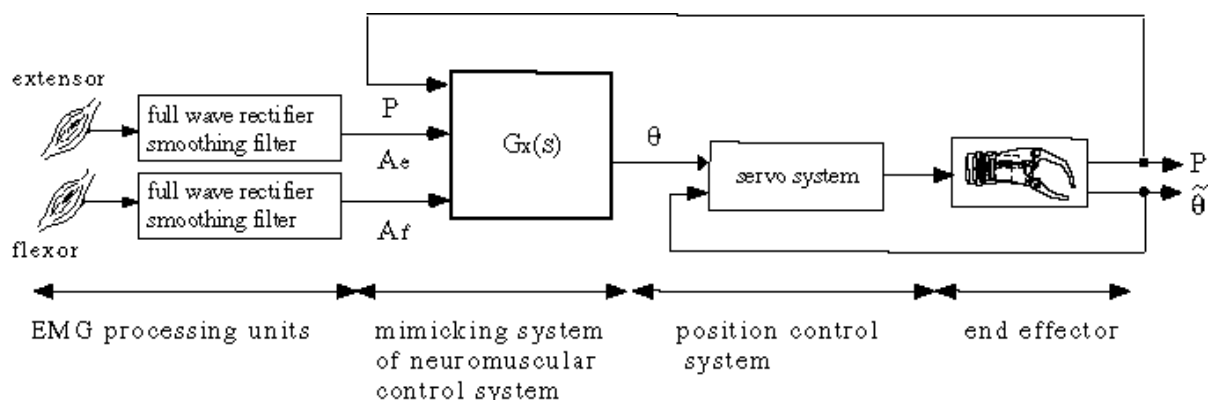 extensor
full wave rectifier
smoothing filter
P
Ae
Gx(s)
θ
servo system
P
θ̃
full wave rectifier
smoothing filter
Af
flexor
EMG processing units
mimicking system
of neuromuscular
control system
position control
system
end effector